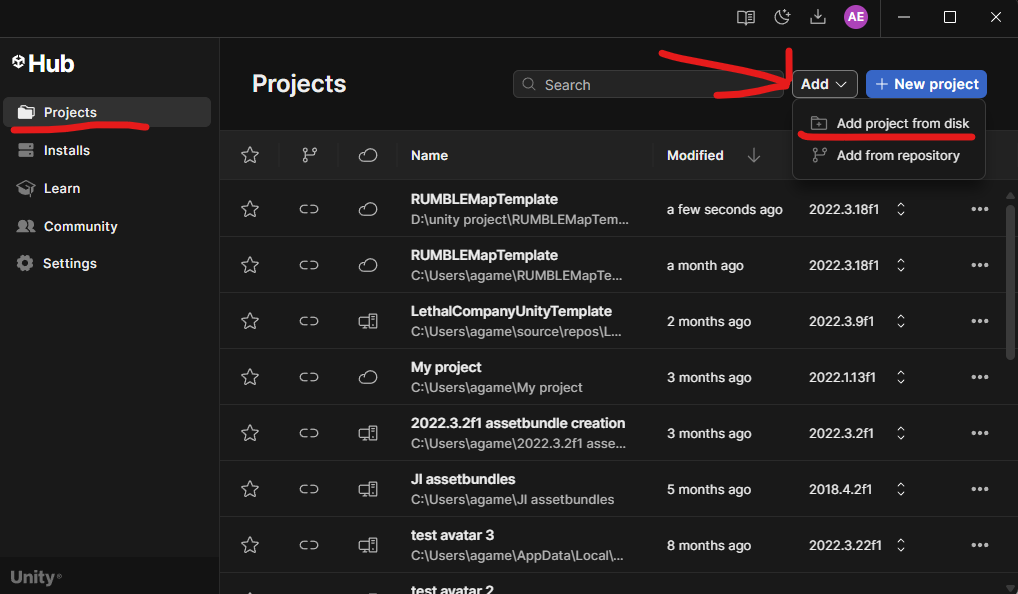 AE
Hub
Projects
Installs
Learn
Community
Settings
Unity®
Projects
Search
Add
+ New project
Add project from disk
Add from repository
Name
Modified
RUMBLEMapTemplate
D:\unity project\RUMBLEMapTem...
a few seconds ago
2022.3.18f1
RUMBLEMapTemplate
C:\Users\agame\RUMBLEMapTe...
a month ago
2022.3.18f1
LethalCompanyUnityTemplate
C:\Users\agame\source\repos\L...
2 months ago
2022.3.9f1
My project
C:\Users\agame\My project
3 months ago
2022.1.13f1
2022.3.2f1 assetbundle creation
C:\Users\agame\2022.3.2f1 asse...
3 months ago
2022.3.2f1
JI assetbundles
C:\Users\agame\JI assetbundles
5 months ago
2018.4.2f1
test avatar 3
C:\Users\agame\AppData\Local\...
8 months ago
2022.3.22f1
test avatar 2